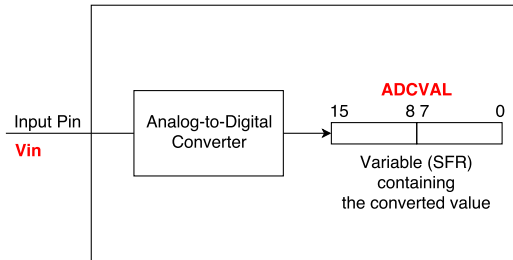 ADCVAL
15 8 7 0
Input Pin
Vin
Analog-to-Digital
Converter
Variable (SFR)
containing
the converted value